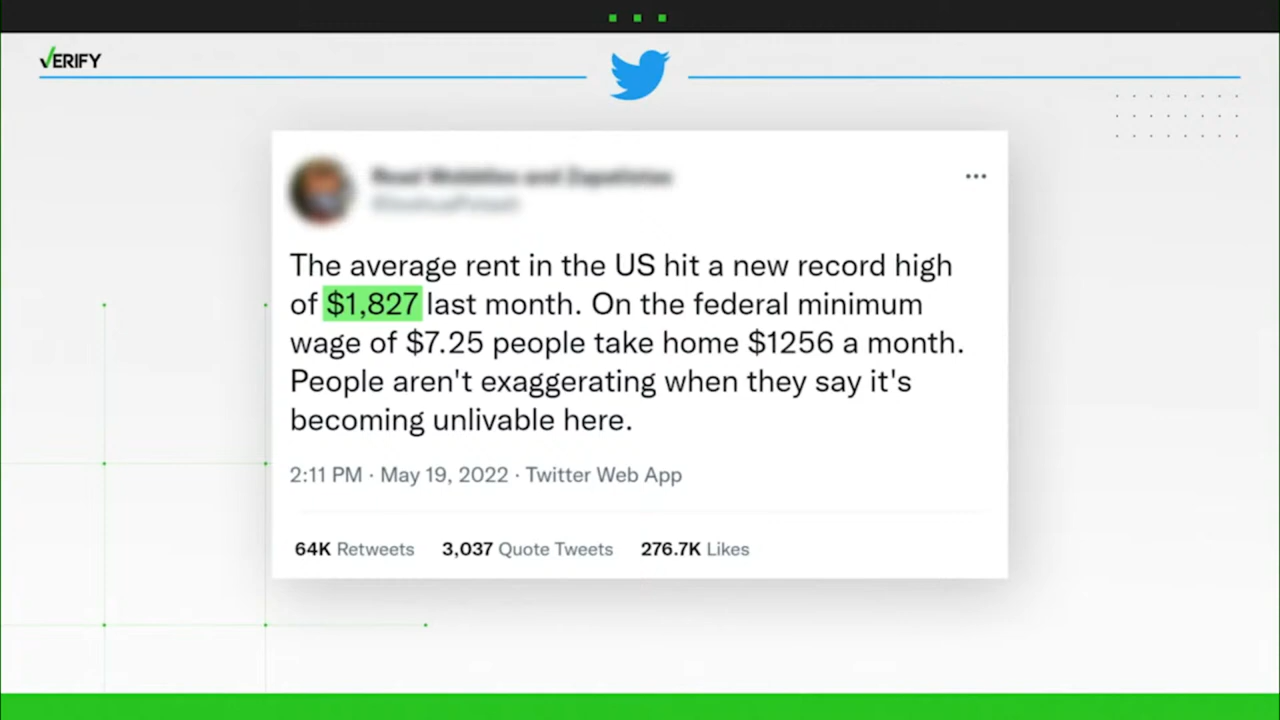 VERIFY
The average rent in the US hit a new record high
of $1,827 last month. On the federal minimum
wage of $7.25 people take home $1256 a month.
People aren't exaggerating when they say it's
becoming unlivable here.
2:11 PM · May 19, 2022 · Twitter Web App
64K Retweets 3,037 Quote Tweets 276.7K Likes